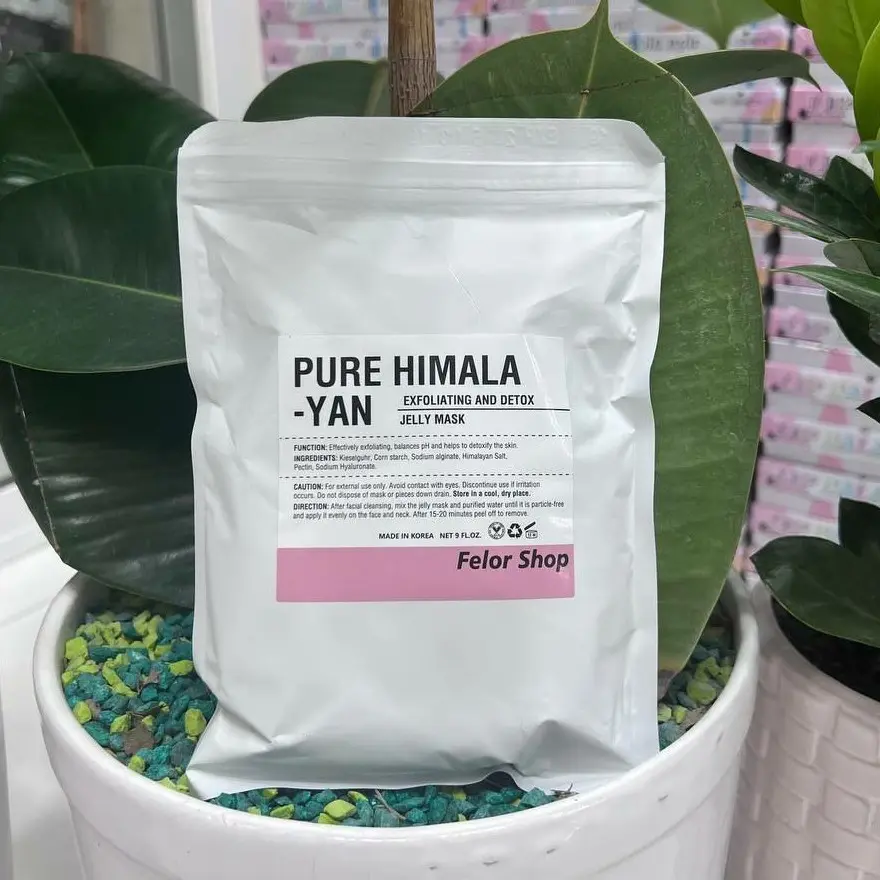 PURE HIMALA
-YAN
EXFOLIATING AND DETOX
JELLY MASK
FUNCTION: Effectively exfoliating, balances pH and helps to detoxify the skin.
INGREDIENTS: Kieselguhr, Corn starch, Sodium alginate, Himalayan Salt,
Pectin, Sodium Hyaluronate.
CAUTION: For external use only. Avoid contact with eyes. Discontinue use if irritation
occurs. Do not dispose of mask or pieces down drain. Store in a cool, dry place.
DIRECTION: After facial cleansing, mix the jelly mask and purified water until it is particle-free
and apply it evenly on the face and neck. After 15-20 minutes peel off to remove.
MADE IN KOREA NET 9 FL.OZ.
Felor Shop